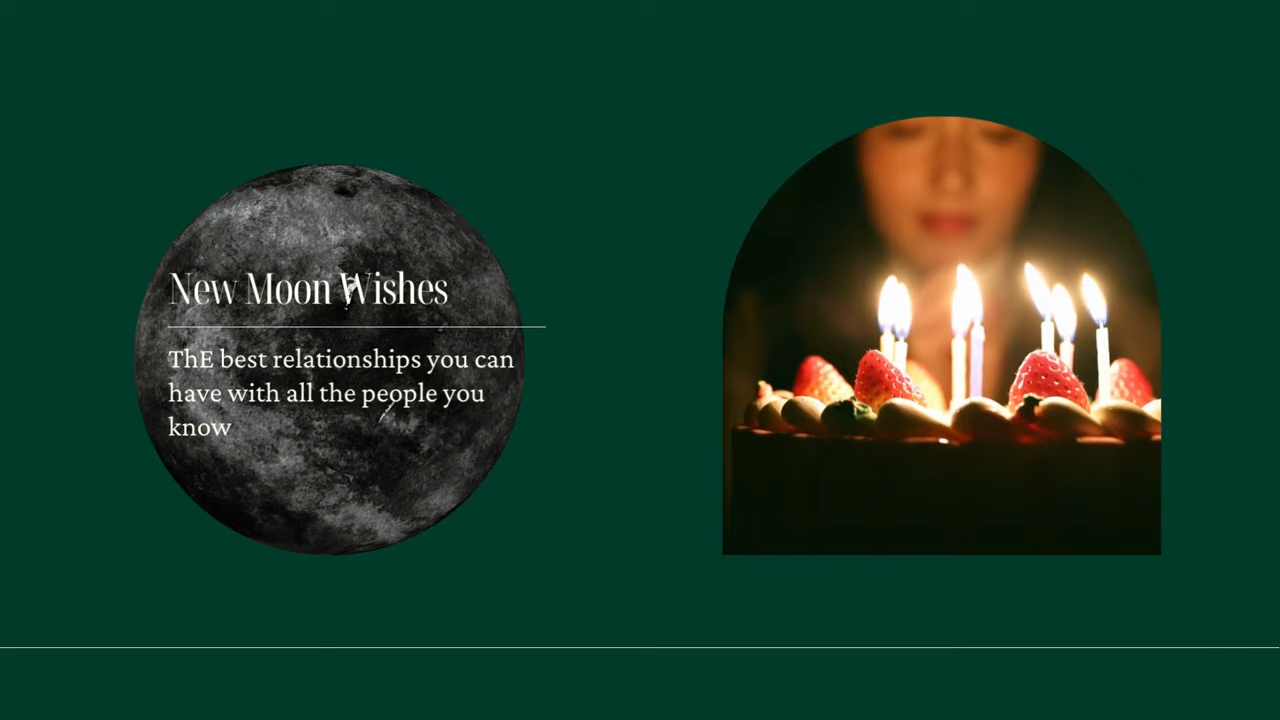 New Moon Wishes
ThE best relationships you can
have with all the people you
know